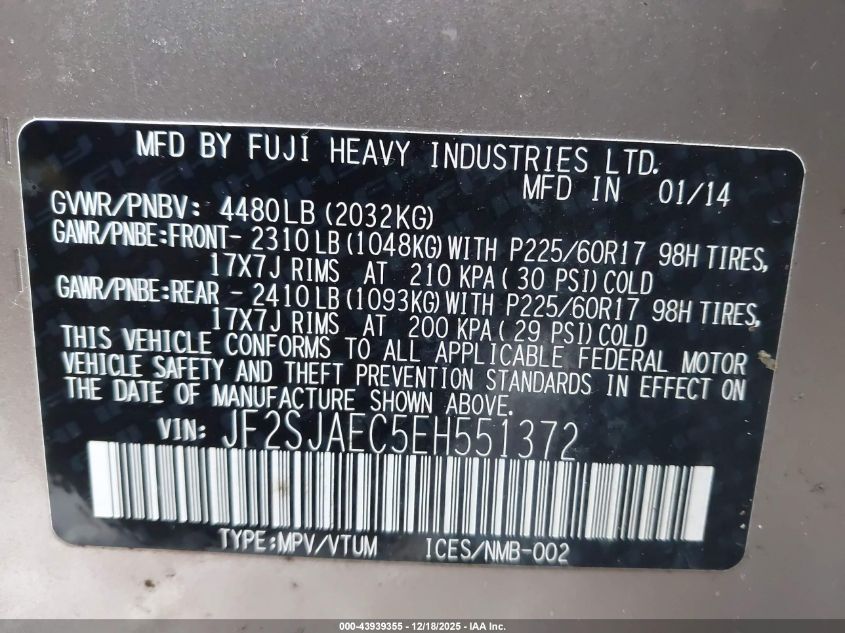 MFD BY FUJI HEAVY INDUSTRIES LTD.
MFD IN 01/14
GVWR/PNBV: 4480LB (2032KG)
GAWR/PNBE:FRONT- 2310LB (1048KG) WITH P225/60R17 98H TIRES,
17X7J RIMS AT 210 KPA ( 30 PSI) COLD
GAWR/PNBE:REAR - 2410LB (1093KG) WITH P225/60R17 98H TIRES,
17X7J RIMS AT 200 KPA ( 29 PSI) COLD
THIS VEHICLE CONFORMS TO ALL APPLICABLE FEDERAL MOTOR
VEHICLE SAFETY AND THEFT PREVENTION STANDARDS IN EFFECT ON
THE DATE OF MANUFACTURE SHOWN ABOVE.
VIN: JF2SJAEC5EH551372
TYPE:MPV/VTUM ICES/NMB-002
000-43939355 - 12/18/2025 - IAA Inc.